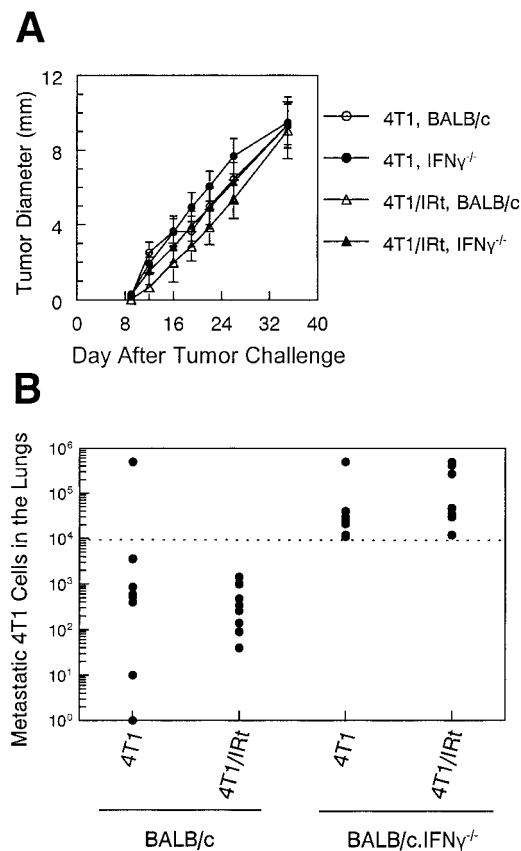 A
Tumor Diameter (mm)
12
8
4
0
0 8 16 24 32 40
Day After Tumor Challenge
4T1, BALB/c
4T1, IFNγ-/-
4T1/IRt, BALB/c
4T1/IRt, IFNγ-/-
B
Metastatic 4T1 Cells in the Lungs
10⁶
10⁵
10⁴
10³
10²
10¹
10⁰
4T1 4T1/IRt 4T1 4T1/IRt
BALB/c BALB/c.IFNγ-/-